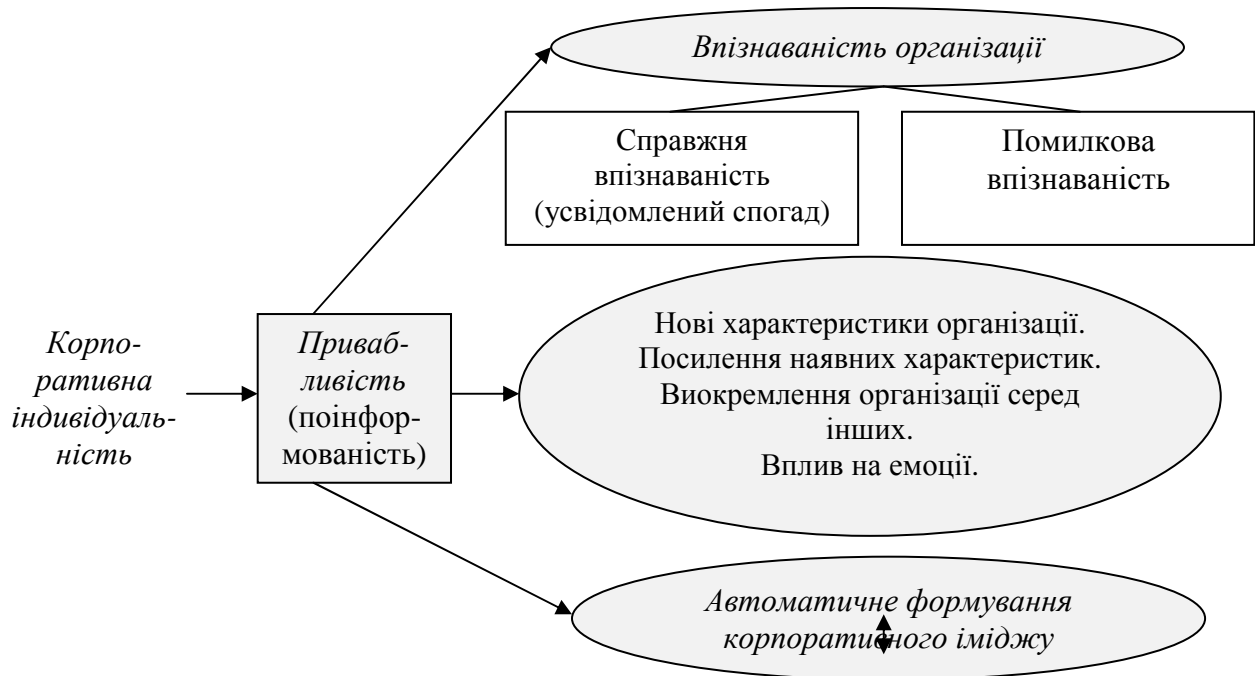 Впізнаваність організації
Справжня
впізнаваність
(усвідомлений спогад)
Помилкова
впізнаваність
Корпо-
ративна
індивідуаль-
ність
Приваб-
ливість
(поінфор-
мованість)
Нові характеристики організації.
Посилення наявних характеристик.
Виокремлення організації серед
інших.
Вплив на емоції.
Автоматичне формування
корпоративного іміджу